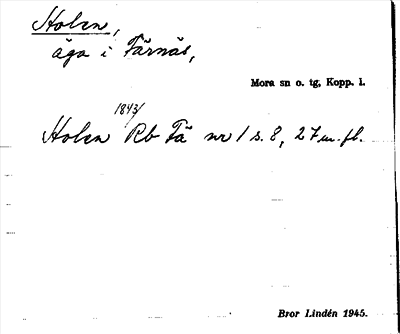 Holen,
äga i Färnäs,
Mora sn o. tg, Kopp. l.
1843/
Holen Rb Fä nr 1 s. 8, 27 m. fl.
Bror Lindén 1945.